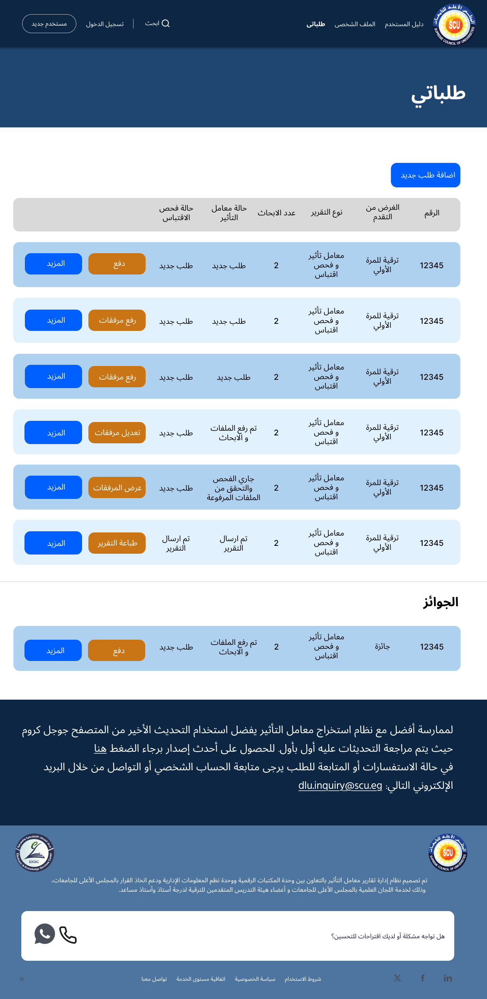 المجلس الأعلى للجامعات
SCU
SUPREME COUNCIL OF UNIVERSITIES
دليل المستخدم
الملف الشخصى
طلباتى
ابحث
تسجيل الدخول
مستخدم جديد
طلباتي
اضافة طلب جديد
الرقم
الغرض من
التقدم
نوع التقرير
عدد الابحاث
حالة معامل
التأثير
حالة فحص
الاقتباس
12345
ترقية للمرة
الأولي
معامل تأثير
و فحص
اقتباس
2
طلب جديد
طلب جديد
دفع
المزيد
12345
ترقية للمرة
الأولي
معامل تأثير
و فحص
اقتباس
2
طلب جديد
طلب جديد
رفع مرفقات
المزيد
12345
ترقية للمرة
الأولي
معامل تأثير
و فحص
اقتباس
2
طلب جديد
طلب جديد
رفع مرفقات
المزيد
12345
ترقية للمرة
الأولي
معامل تأثير
و فحص
اقتباس
2
تم رفع الملفات
و الابحاث
طلب جديد
تعديل مرفقات
المزيد
12345
ترقية للمرة
الأولي
معامل تأثير
و فحص
اقتباس
2
جاري الفحص
والتحقق من
الملفات المرفوعة
طلب جديد
عرض المرفقات
المزيد
12345
ترقية للمرة
الأولي
معامل تأثير
و فحص
اقتباس
2
تم ارسال
التقرير
تم ارسال
التقرير
طباعة التقرير
المزيد
الجوائز
12345
جائزة
معامل تأثير
و فحص
اقتباس
2
تم رفع الملفات
و الابحاث
طلب جديد
دفع
المزيد
لممارسة أفضل مع نظام استخراج معامل التأثير يفضل استخدام التحديث الأخير من المتصفح جوجل كروم
حيث يتم مراجعة التحديثات عليه أول بأول. للحصول على أحدث إصدار برجاء الضغط هنا
في حالة الاستفسارات أو المتابعة للطلب يرجى متابعة الحساب الشخصي أو التواصل من خلال البريد
الإلكتروني التالي: dlu.inquiry@scu.eg
المجلس الأعلى للجامعات
SCU
SUPREME COUNCIL OF UNIVERSITIES
مركز الخدمات الإلكترونية والمعرفية
EKSC
Electronic & Knowledge Services Center
تم تصميم نظام إدارة تقارير معامل التأثير بالتعاون بين وحدة المكتبات الرقمية ووحدة نظم المعلومات الإدارية ودعم اتخاذ القرار بالمجلس الأعلى للجامعات،
وذلك لخدمة اللجان العلمية بالمجلس الأعلى للجامعات و أعضاء هيئة التدريس المتقدمين للترقية لدرجة أستاذ وأستاذ مساعد.
هل تواجه مشكلة أو لديك اقتراحات للتحسين؟
شروط الاستخدام
سياسة الخصوصية
اتفاقية مستوى الخدمة
تواصل معنا
©